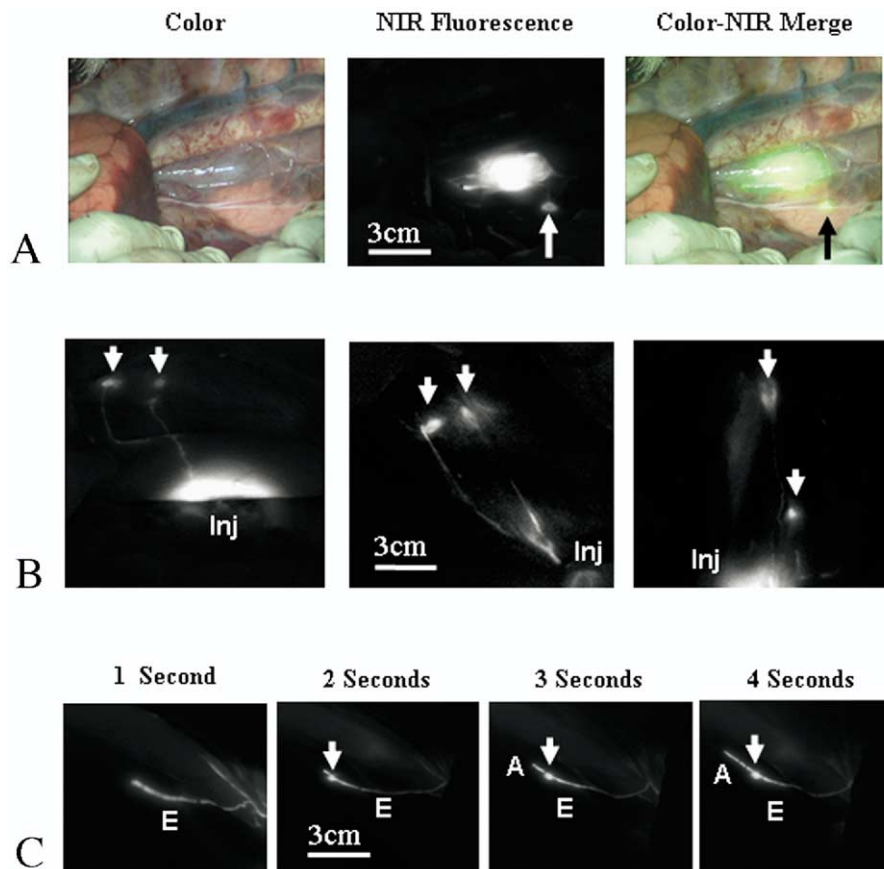 Color NIR Fluorescence Color-NIR Merge
3cm
A
Inj Inj Inj
3cm
B
1 Second 2 Seconds 3 Seconds 4 Seconds
A A
E E E E
3cm
C